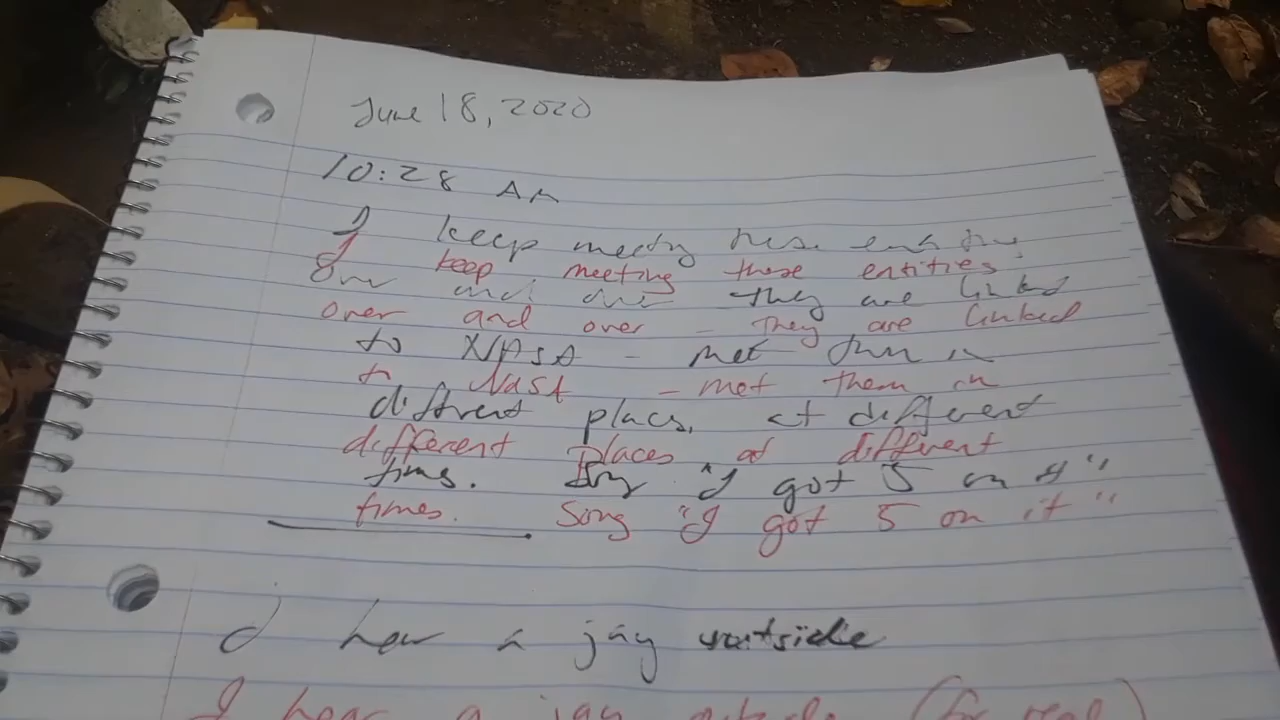 June 18, 2020
10:28 AM
I keep meeting these entities
I keep meeting these entities.
Over and over they are linked
over and over - They are linked
to NASA - met them in
to NASA - met them in
different places, at different
different places, at different
times. Song "I got 5 on it"
times. Song "I got 5 on it"
I hear a jay outside
I hear a jay outside (for real)